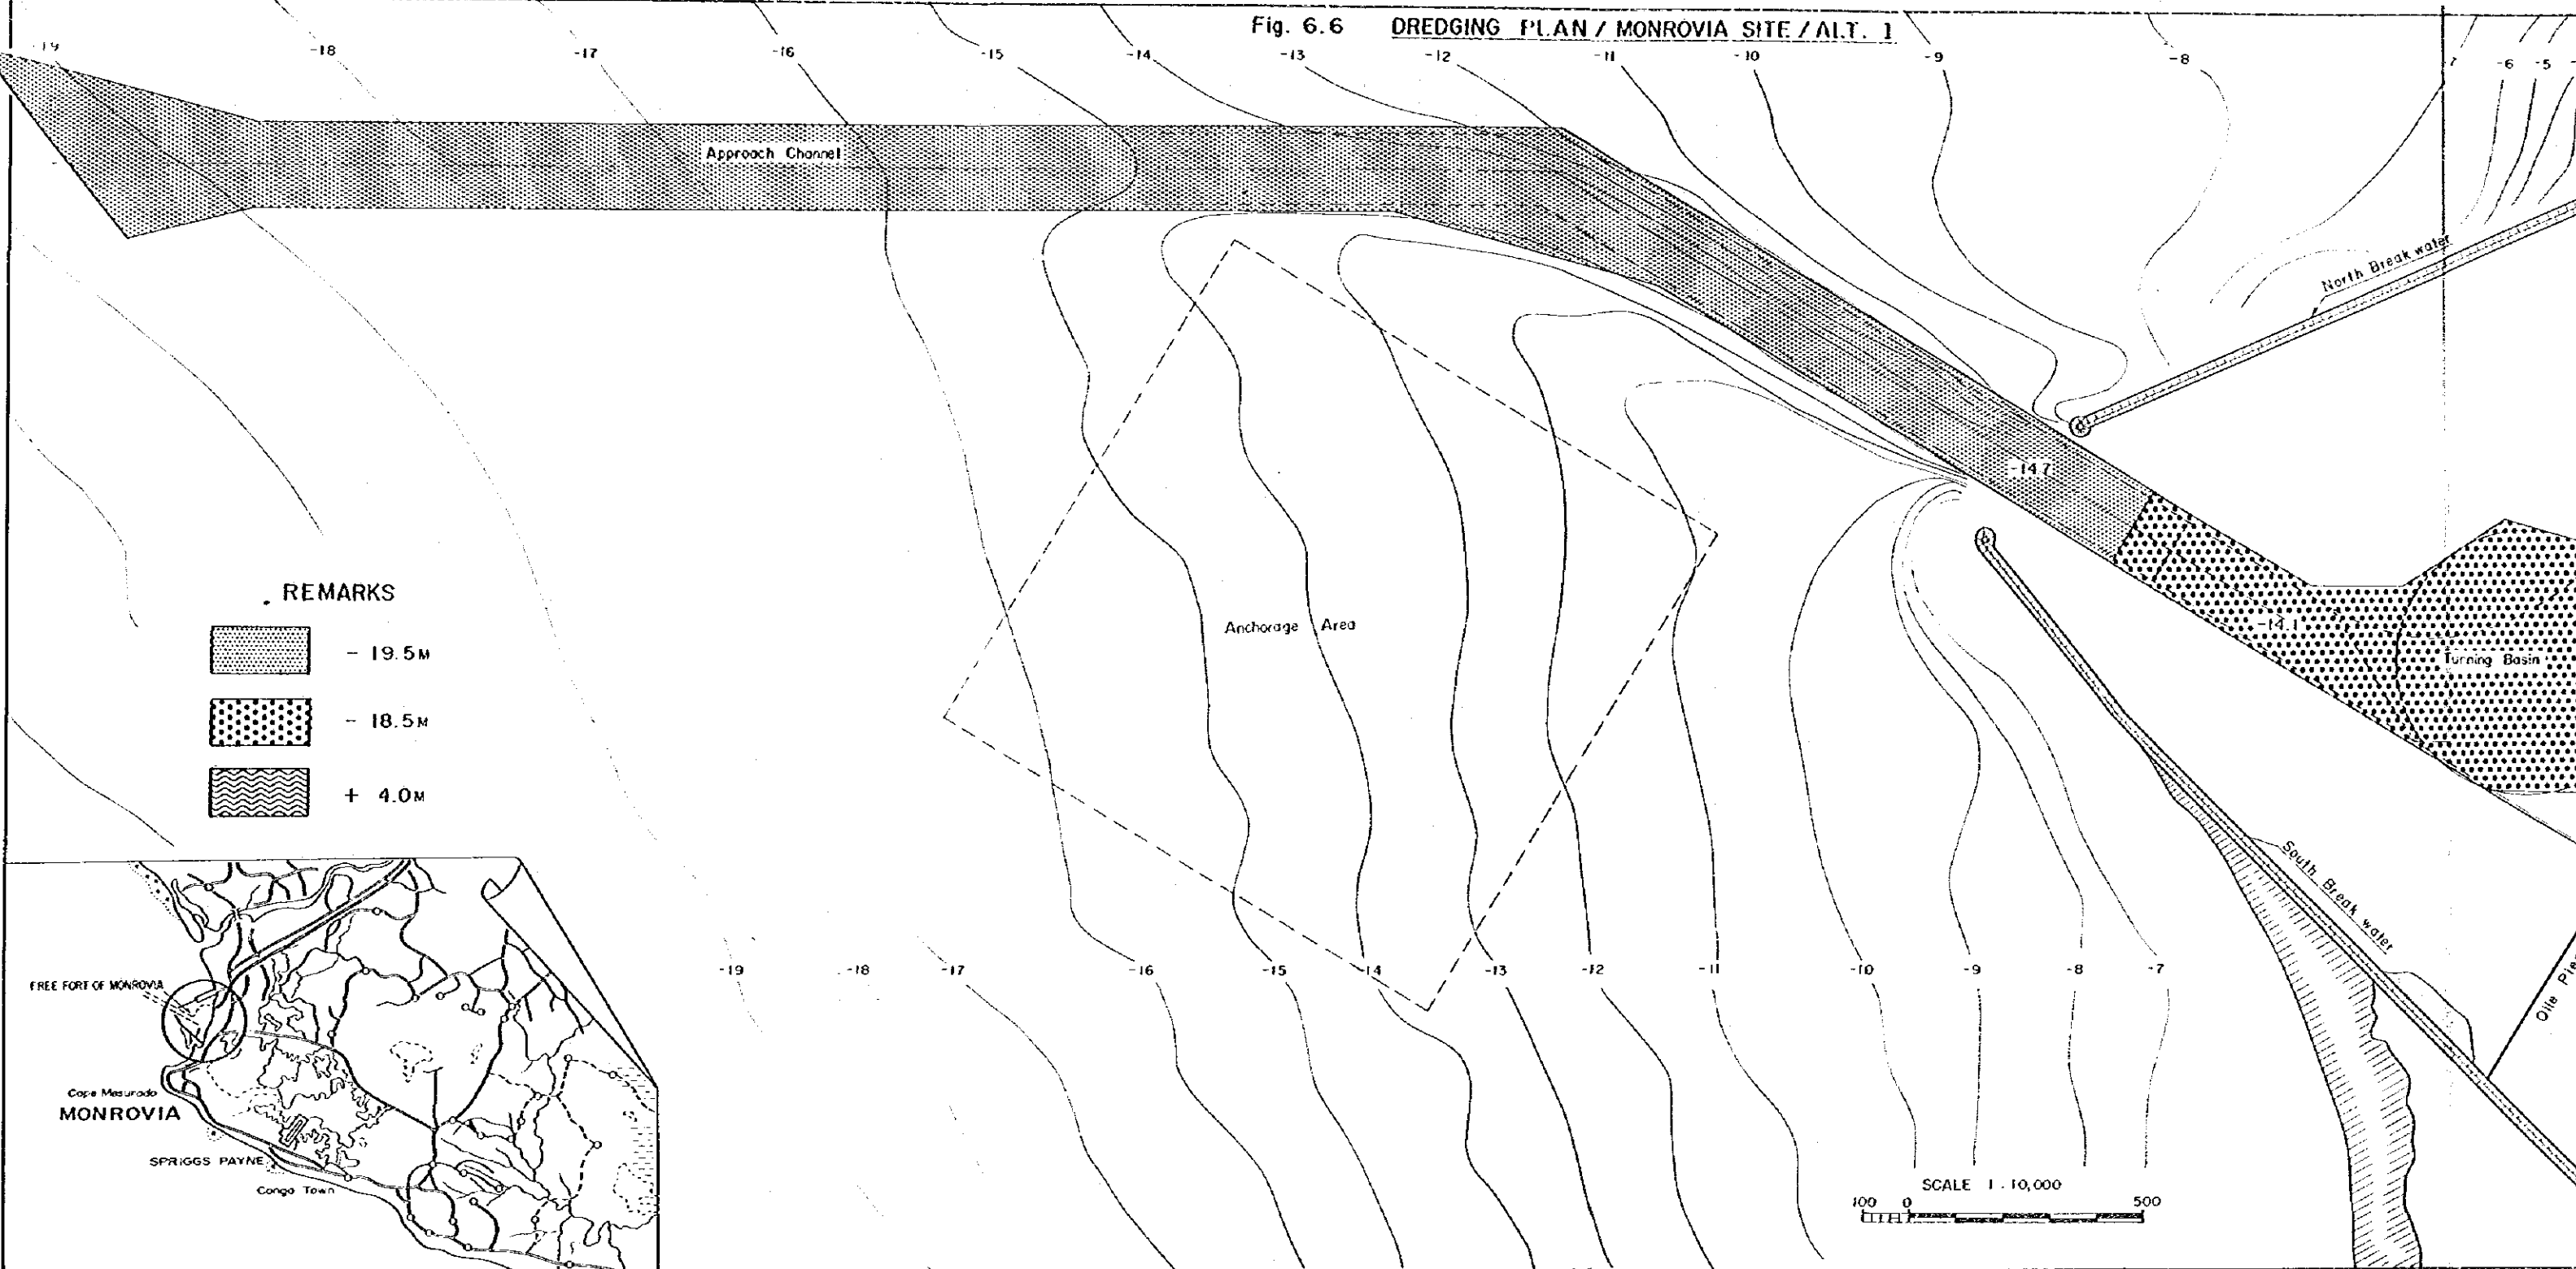 Fig. 6.6 DREDGING PLAN / MONROVIA SITE / ALT. 1
-19 -18 -17 -16 -15 -14 -13 -12 -11 -10 -9 -8 -6 -5
Approach Channel
North Break water
-14.7
-14.1
Turning Basin
Anchorage Area
REMARKS
- 19.5M
- 18.5M
+ 4.0M
South Break water
Oile
-19 -18 -17 -16 -15 -14 -13 -12 -11 -10 -9 -8 -7
FREE FORT OF MONROVIA
Cape Mesurado
MONROVIA
SPRIGGS PAYNE
Congo Town
SCALE 1:10,000
100 0 500